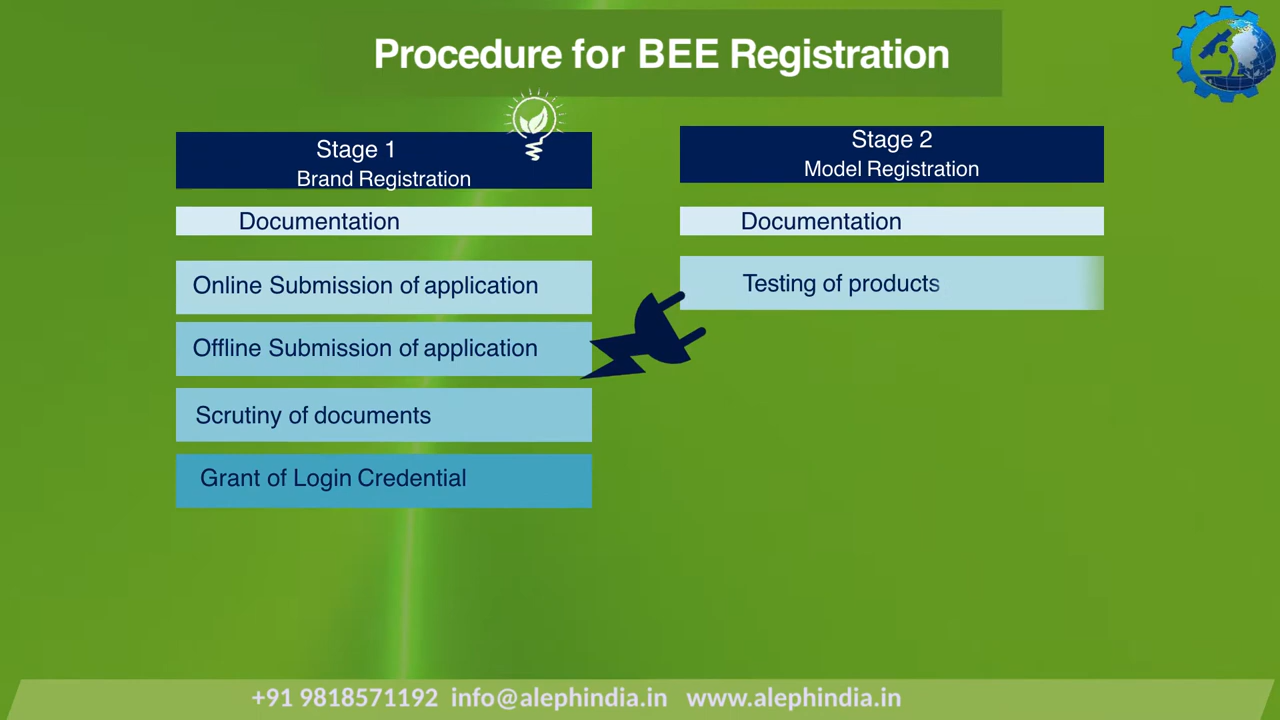 Procedure for BEE Registration
Stage 1
Brand Registration
Documentation
Online Submission of application
Offline Submission of application
Scrutiny of documents
Grant of Login Credential
Stage 2
Model Registration
Documentation
Testing of products
+91 9818571192 info@alephindia.in www.alephindia.in